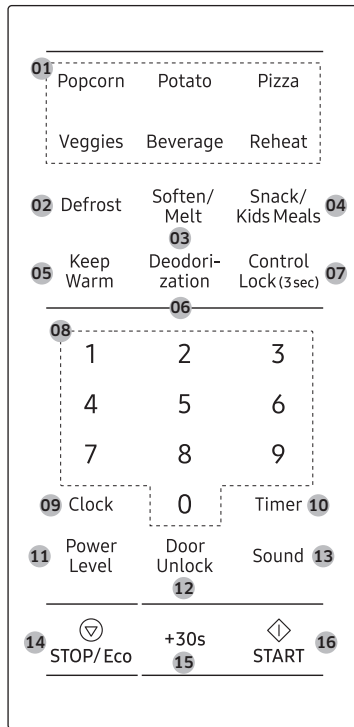 01
Popcorn Potato Pizza
Veggies Beverage Reheat
02 Defrost Soften/ Melt 03 Snack/ Kids Meals 04
05 Keep Warm Deodori- zation 06 Control Lock (3 sec) 07
08
1 2 3
4 5 6
7 8 9
09 Clock 0 Timer 10
11 Power Level Door Unlock 12 Sound 13
14 STOP/Eco +30s 15 START 16